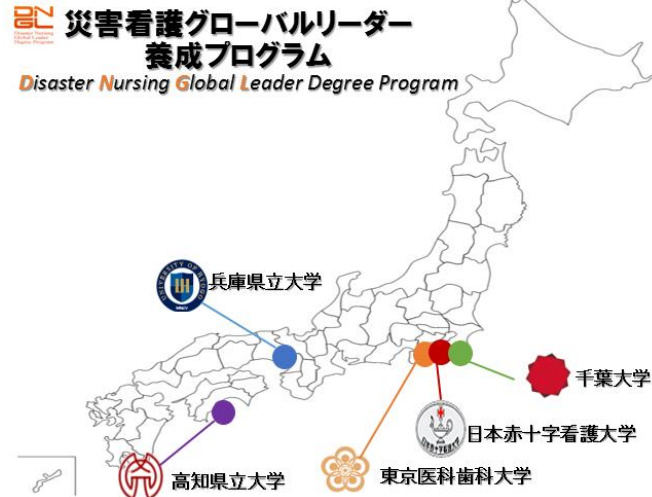 DNGL
Disaster Nursing
Global Leader
Degree Program
災害看護グローバルリーダー
養成プログラム
Disaster Nursing Global Leader Degree Program
UNIVERSITY OF HYOGO
兵庫県立大学
千葉大学
日本赤十字看護大学
高知県立大学
東京医科歯科大学